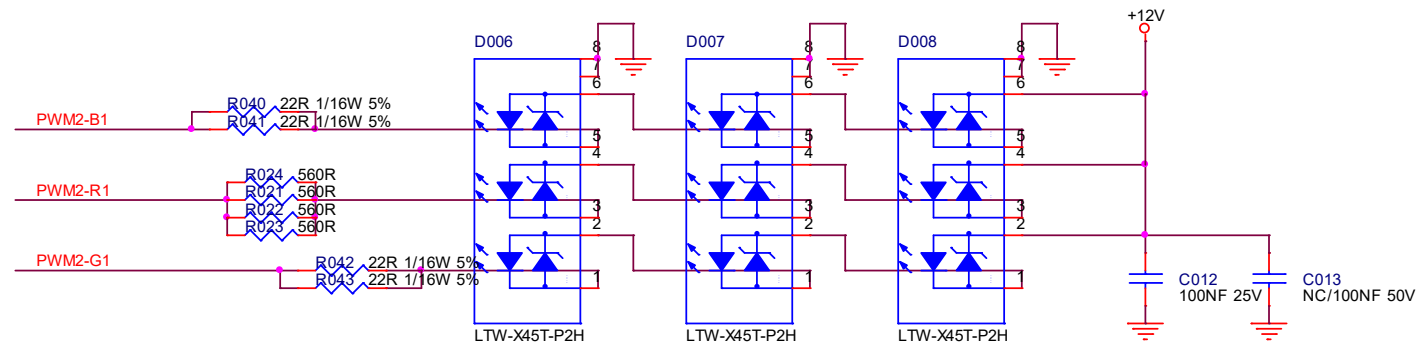 +12V
D006
D007
D008
8
7
6
8
7
6
8
7
6
R040
22R 1/16W 5%
PWM2-B1
R041
22R 1/16W 5%
5
4
5
4
5
4
R024
560R
PWM2-R1
R021
560R
R022
560R
R023
560R
3
2
3
2
3
2
PWM2-G1
R042
22R 1/16W 5%
R043
22R 1/16W 5%
1
1
1
C012
100NF 25V
C013
NC/100NF 50V
LTW-X45T-P2H
LTW-X45T-P2H
LTW-X45T-P2H